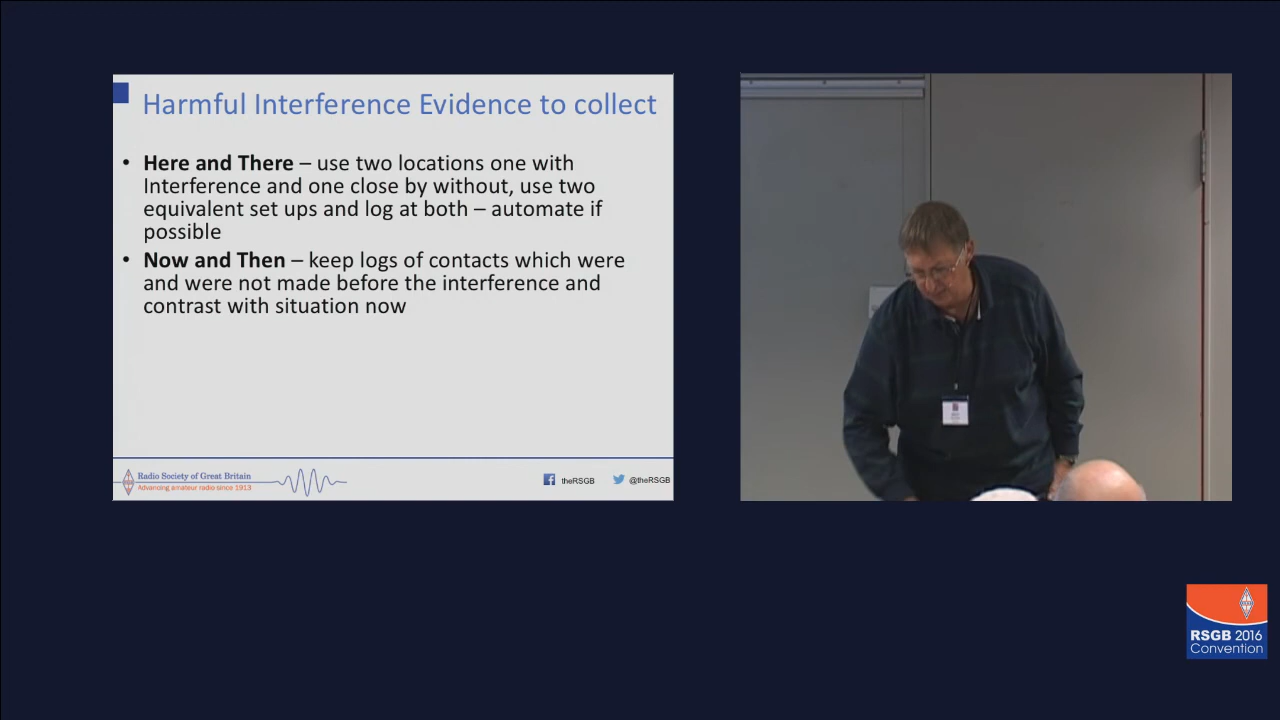 Harmful Interference Evidence to collect
• Here and There – use two locations one with
Interference and one close by without, use two
equivalent set ups and log at both – automate if
possible
• Now and Then – keep logs of contacts which were
and were not made before the interference and
contrast with situation now
Radio Society of Great Britain
Advancing amateur radio since 1913
theRSGB
@theRSGB
RSGB 2016
Convention